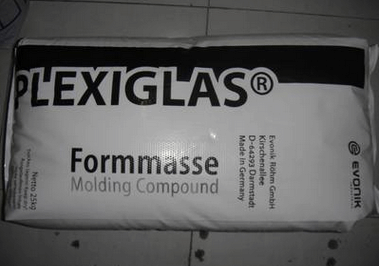 PLEXIGLAS®
Formmasse
Molding Compound
Evonik Röhm GmbH
Kirschenallee
D-64293 Darmstadt
Made in Germany
EVONIK
Netto 25kg